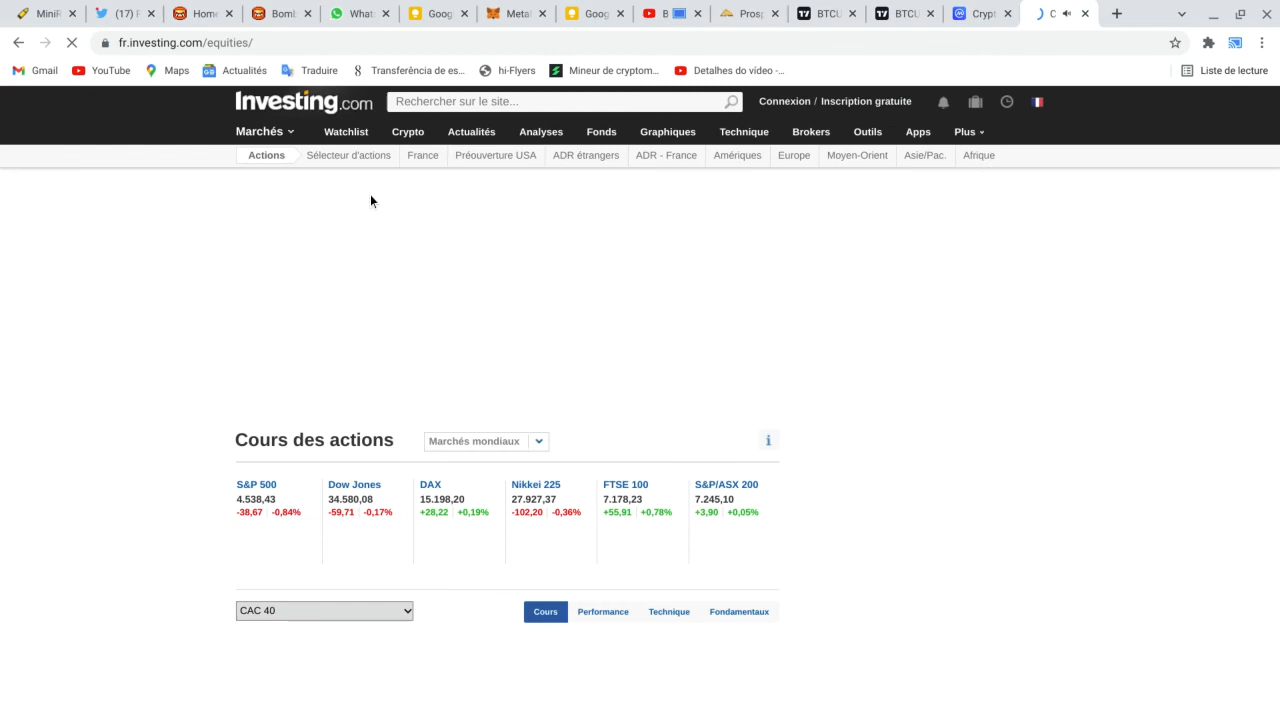 MiniR (17) F Home Bomb Whats Goog Metal Goog B Prosp BTCU BTCU Crypt C
fr.investing.com/equities/
Gmail YouTube Maps Actualités Traduire Transferência de es... hi-Flyers Mineur de cryptom... Detalhes do vídeo -... Liste de lecture
Investing.com Rechercher sur le site... Connexion / Inscription gratuite
Marchés Watchlist Crypto Actualités Analyses Fonds Graphiques Technique Brokers Outils Apps Plus
Actions Sélecteur d'actions France Préouverture USA ADR étrangers ADR - France Amériques Europe Moyen-Orient Asie/Pac. Afrique
Cours des actions Marchés mondiaux i
S&P 500 Dow Jones DAX Nikkei 225 FTSE 100 S&P/ASX 200
4.538,43 34.580,08 15.198,20 27.927,37 7.178,23 7.245,10
-38,67 -0,84% -59,71 -0,17% +28,22 +0,19% -102,20 -0,36% +55,91 +0,78% +3,90 +0,05%
CAC 40 Cours Performance Technique Fondamentaux